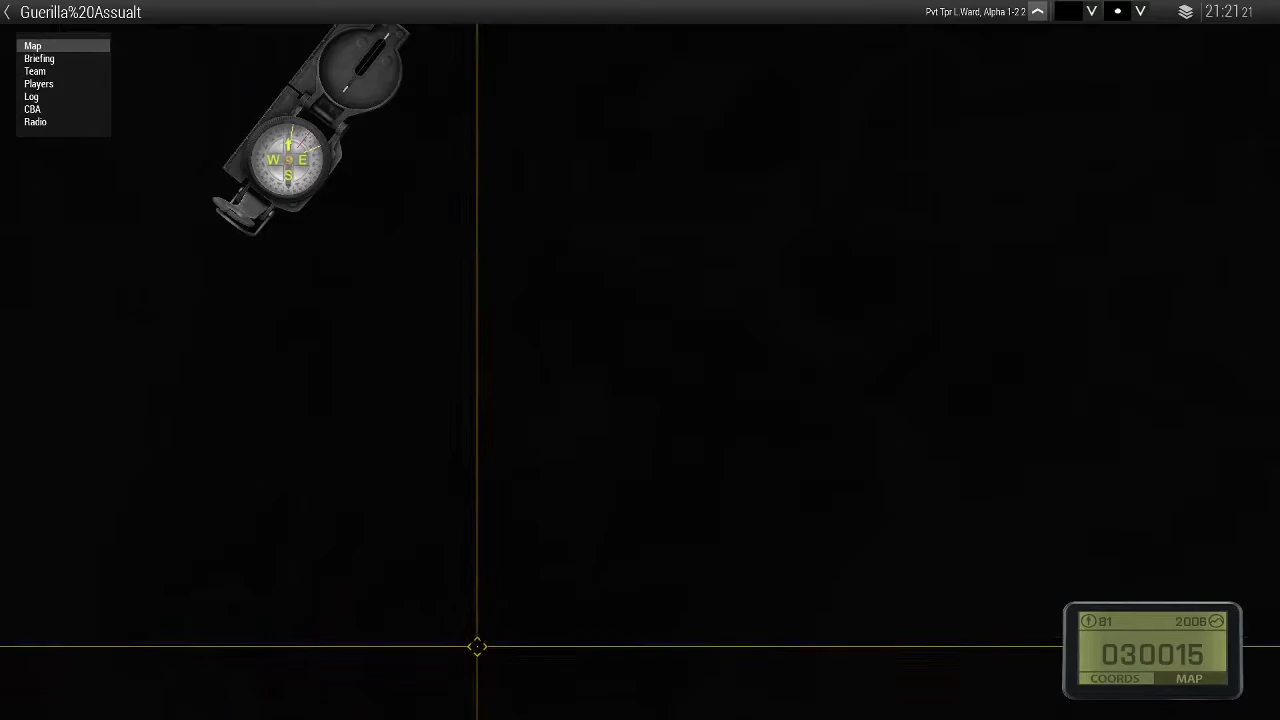 Guerilla%20Assualt
Pvt Tpr L.Ward, Alpha 1-2 2
21:21 21
Map
Briefing
Team
Players
Log
CBA
Radio
W E
S
81 2006
030015
COORDS MAP